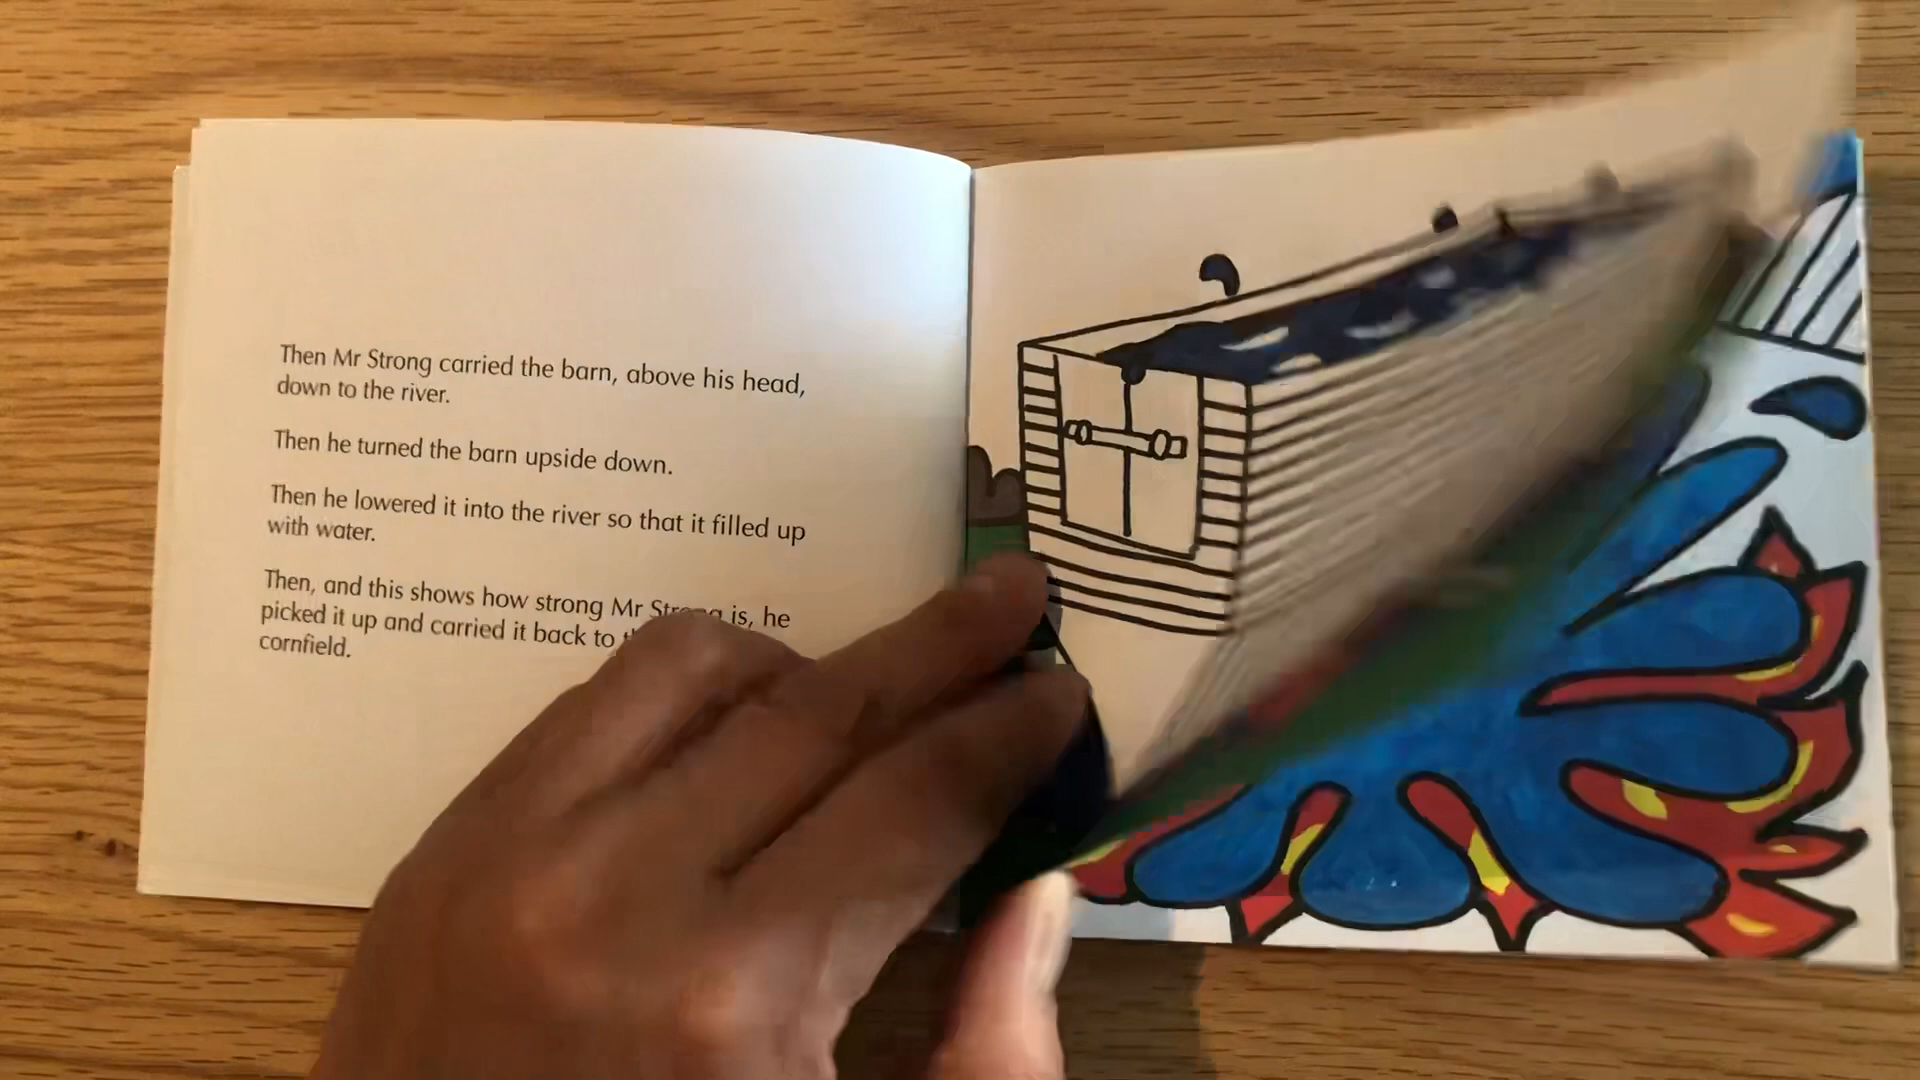 Then Mr Strong carried the barn, above his head,
down to the river.
Then he turned the barn upside down.
Then he lowered it into the river so that it filled up
with water.
Then, and this shows how strong Mr Strong is, he
picked it up and carried it back to
cornfield.